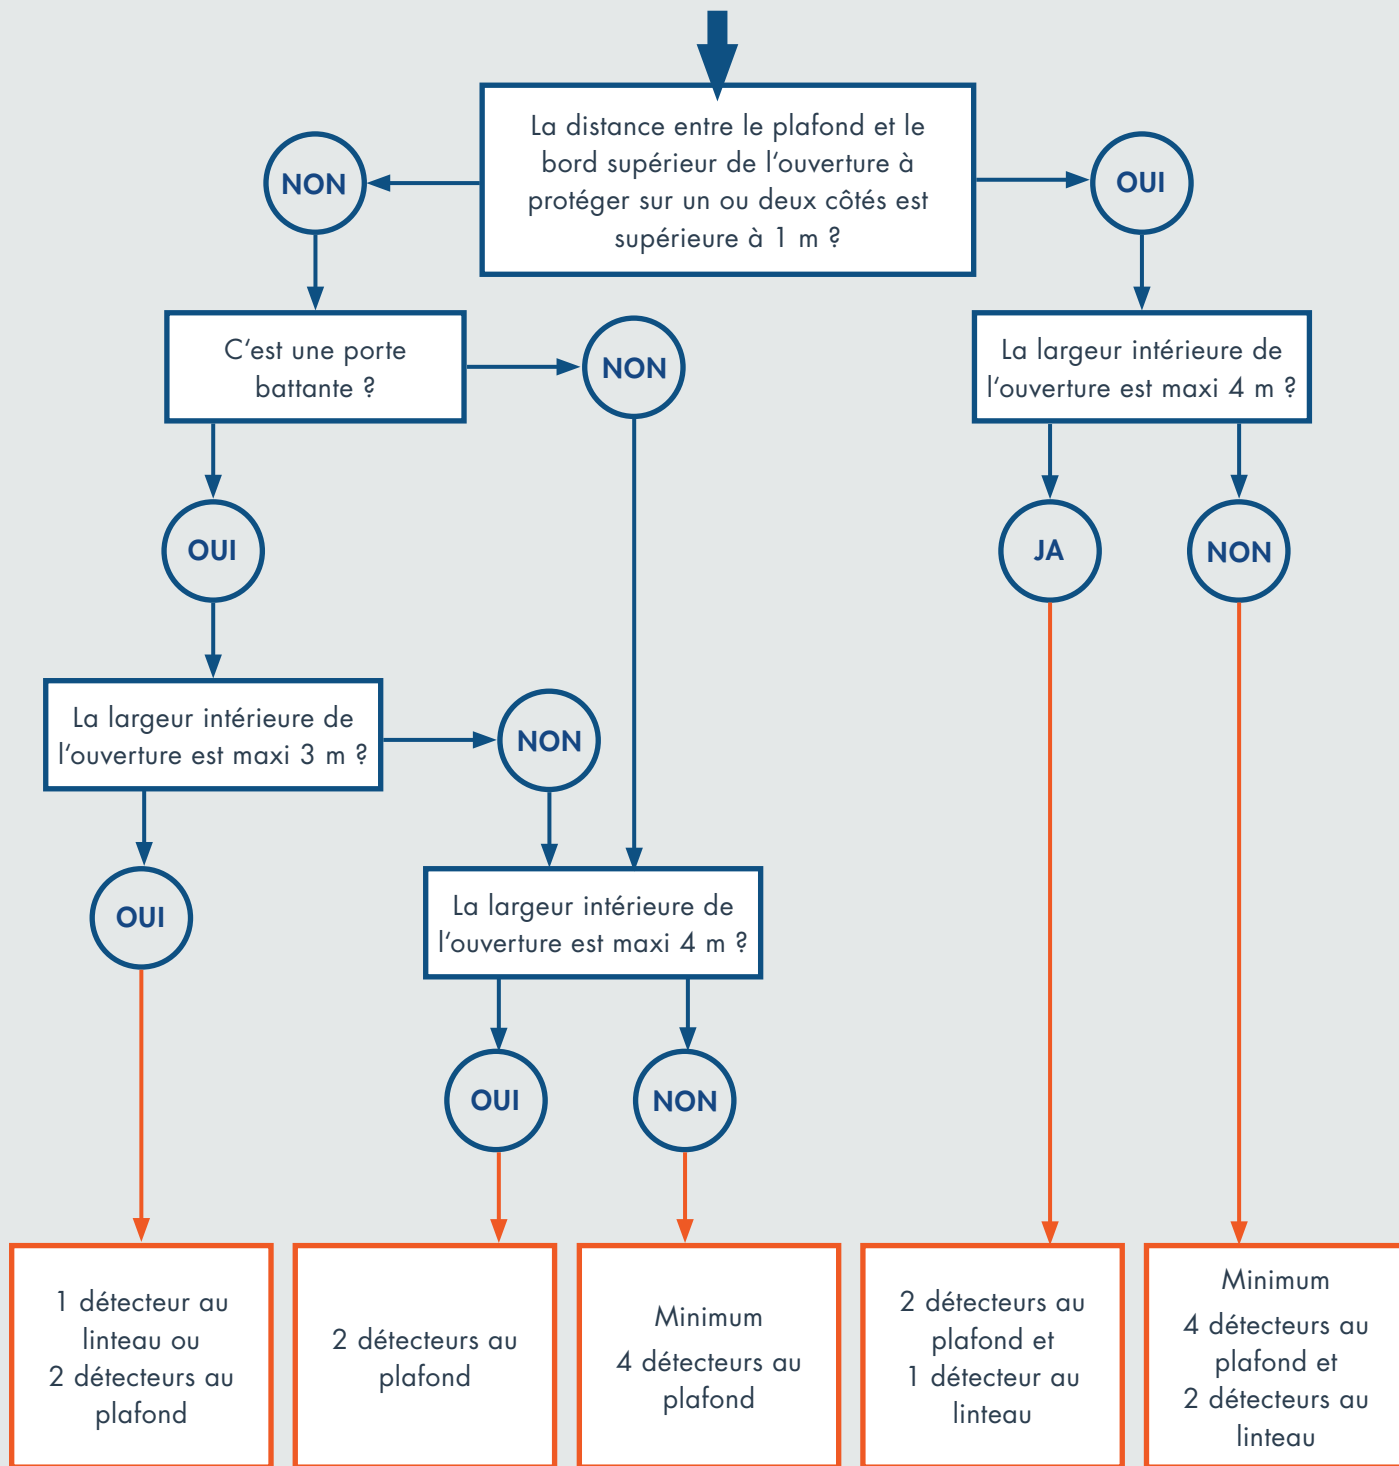 La distance entre le plafond et le
bord supérieur de l‘ouverture à
protéger sur un ou deux côtés est
supérieure à 1 m ?
NON
OUI
C‘est une porte
battante ?
NON
La largeur intérieure de
l‘ouverture est maxi 4 m ?
OUI
JA
NON
La largeur intérieure de
l‘ouverture est maxi 3 m ?
NON
OUI
La largeur intérieure de
l‘ouverture est maxi 4 m ?
OUI
NON
1 détecteur au
linteau ou
2 détecteurs au
plafond
2 détecteurs au
plafond
Minimum
4 détecteurs au
plafond
2 détecteurs au
plafond et
1 détecteur au
linteau
Minimum
4 détecteurs au
plafond et
2 détecteurs au
linteau